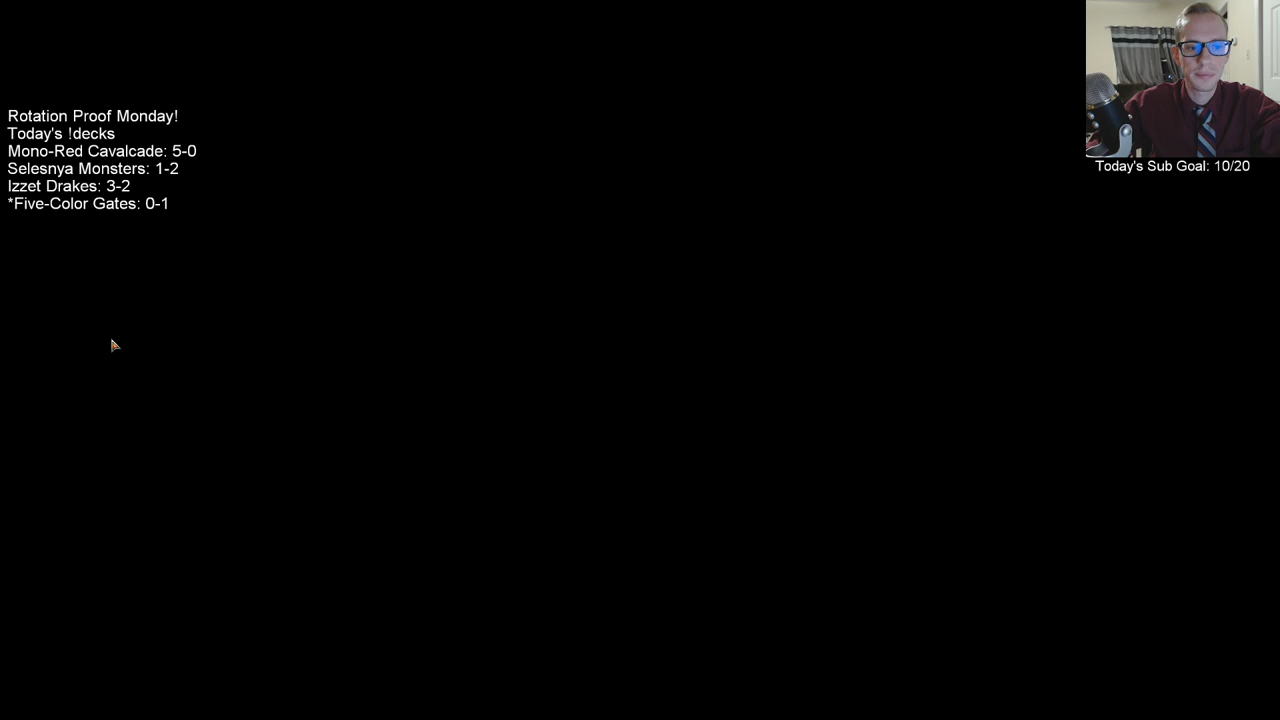 Rotation Proof Monday!
Today's !decks
Mono-Red Cavalcade: 5-0
Selesnya Monsters: 1-2
Izzet Drakes: 3-2
*Five-Color Gates: 0-1
Today's Sub Goal: 10/20